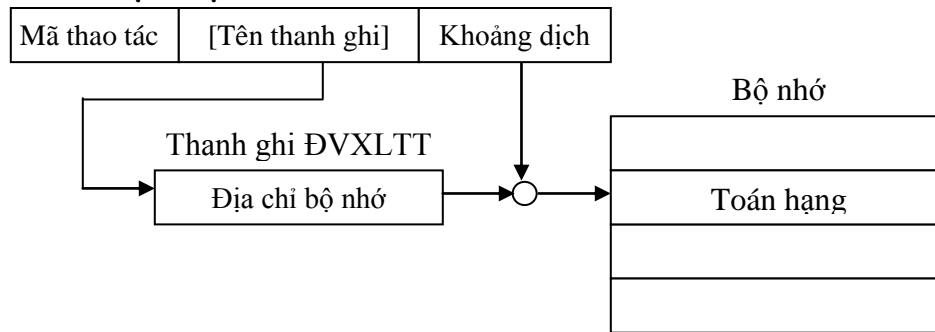 Mã thao tác [Tên thanh ghi] Khoảng dịch
Bộ nhớ
Thanh ghi ĐVXLTT
Địa chỉ bộ nhớ
Toán hạng